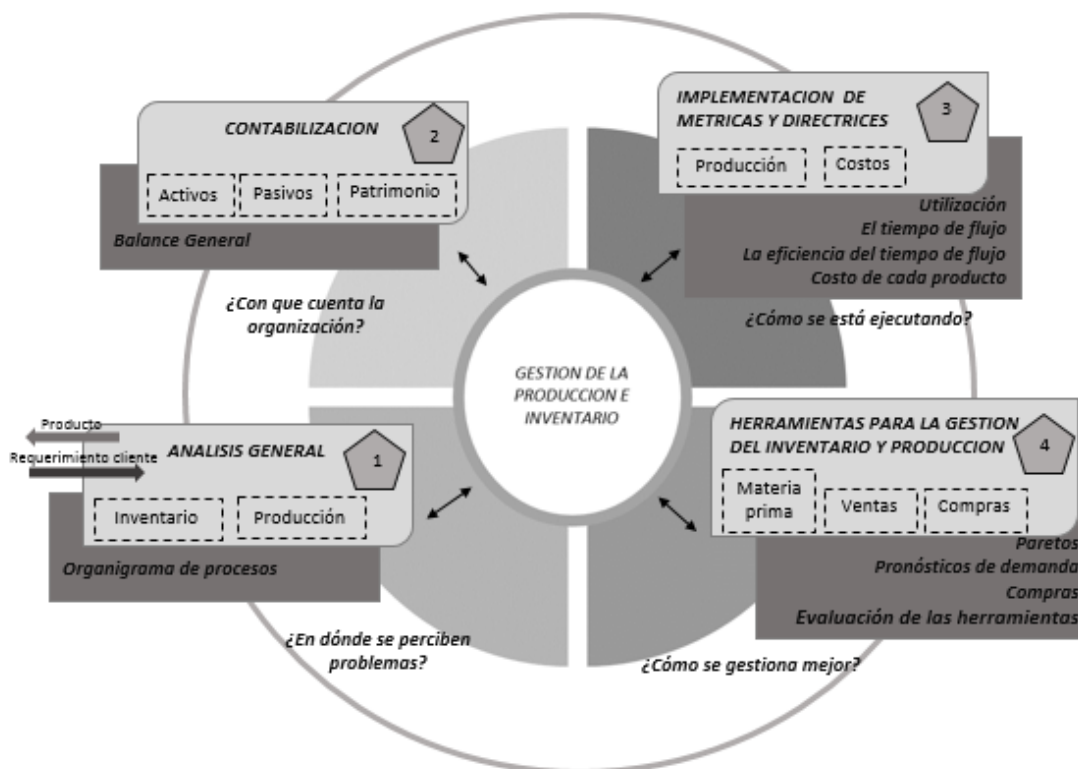 CONTABILIZACION
2
Activos
Pasivos
Patrimonio
Balance General
¿Con que cuenta la
organización?
IMPLEMENTACION DE
METRICAS Y DIRECTRICES
3
Producción
Costos
Utilización
El tiempo de flujo
La eficiencia del tiempo de flujo
Costo de cada producto
¿Cómo se está ejecutando?
GESTION DE LA
PRODUCCION E
INVENTARIO
Producto
Requerimiento cliente
ANALISIS GENERAL
1
Inventario
Producción
Organigrama de procesos
¿En dónde se perciben
problemas?
HERRAMIENTAS PARA LA GESTION
DEL INVENTARIO Y PRODUCCION
4
Materia
prima
Ventas
Compras
Paretos
Pronósticos de demanda
Compras
Evaluación de las herramientas
¿Cómo se gestiona mejor?